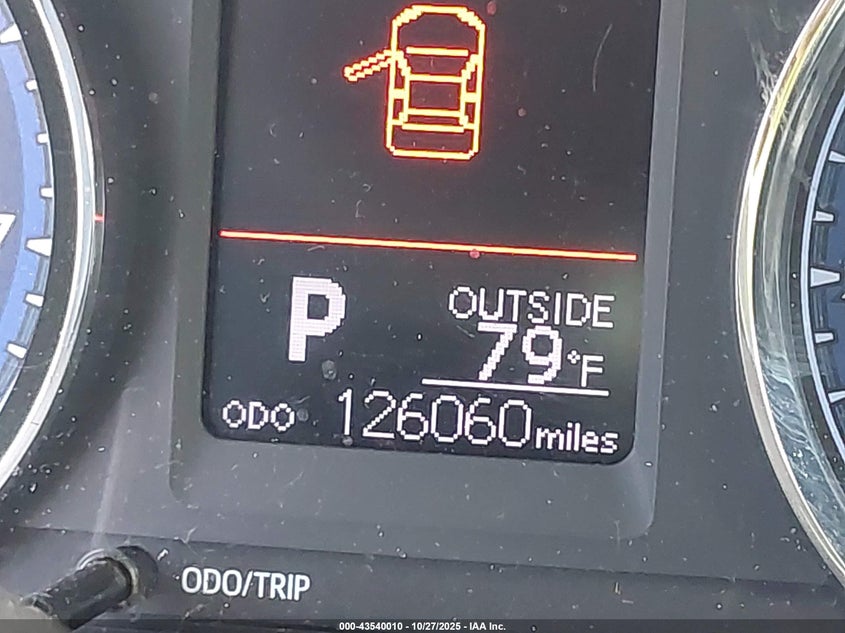 P
OUTSIDE
79°F
ODO 126060 miles
ODO/TRIP
000-43540010 - 10/27/2025 - IAA Inc.